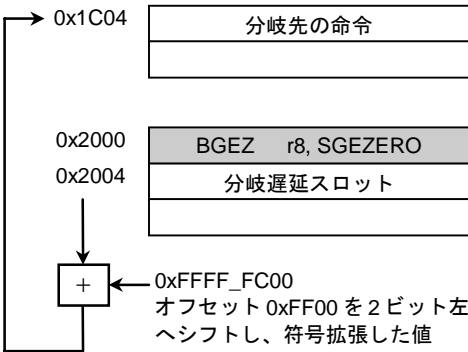 0x1C04
分岐先の命令
0x2000
BGEZ r8, SGEZERO
0x2004
分岐遅延スロット
+
0xFFFF_FC00
オフセット 0xFF00 を 2 ビット左
へシフトし、符号拡張した値